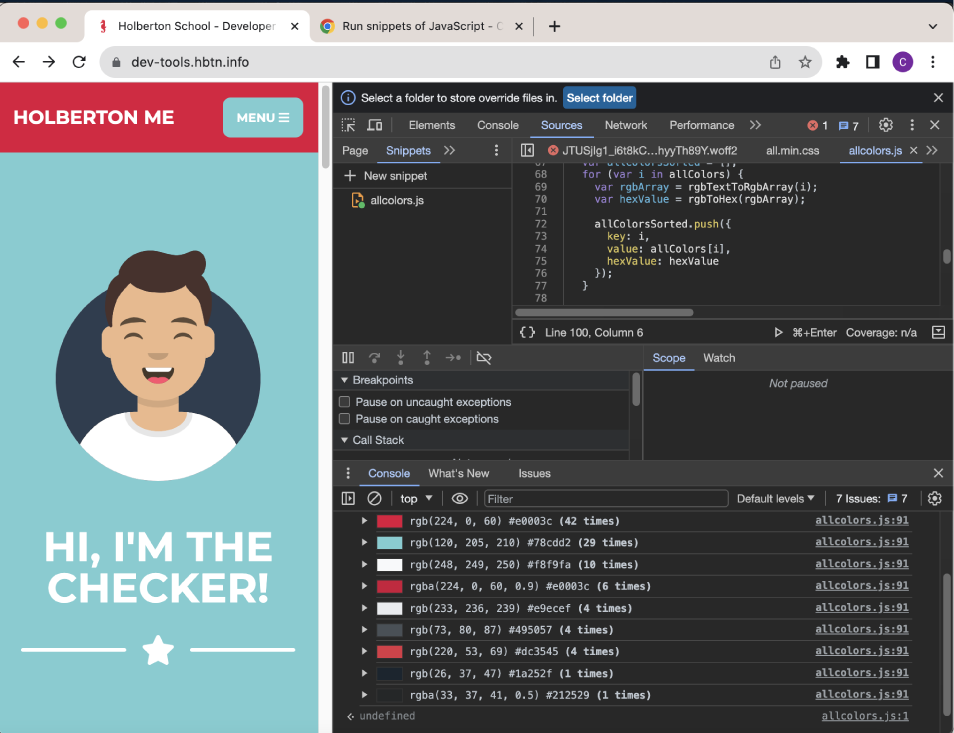 Holberton School - Developer
Run snippets of JavaScript - C
dev-tools.hbtn.info
C
HOLBERTON ME
MENU
HI, I'M THE
CHECKER!
Select a folder to store override files in. Select folder
Elements Console Sources Network Performance 1 7
Page Snippets
JTUSjIg1_i6t8kC...hyyTh89Y.woff2 all.min.css allcolors.js
New snippet
allcolors.js
67 var allColorsSorted = [];
68 for (var i in allColors) {
69 var rgbArray = rgbTextToRgbArray(i);
70 var hexValue = rgbToHex(rgbArray);
71
72 allColorsSorted.push({
73 key: i,
74 value: allColors[i],
75 hexValue: hexValue
76 });
77 }
78
{} Line 100, Column 6 ⌘+Enter Coverage: n/a
Scope Watch
Breakpoints
Not paused
Pause on uncaught exceptions
Pause on caught exceptions
Call Stack
Console What's New Issues
top Filter Default levels 7 Issues: 7
rgb(224, 0, 60) #e0003c (42 times) allcolors.js:91
rgb(120, 205, 210) #78cdd2 (29 times) allcolors.js:91
rgb(248, 249, 250) #f8f9fa (10 times) allcolors.js:91
rgba(224, 0, 60, 0.9) #e0003c (6 times) allcolors.js:91
rgb(233, 236, 239) #e9ecef (4 times) allcolors.js:91
rgb(73, 80, 87) #495057 (4 times) allcolors.js:91
rgb(220, 53, 69) #dc3545 (4 times) allcolors.js:91
rgb(26, 37, 47) #1a252f (1 times) allcolors.js:91
rgba(33, 37, 41, 0.5) #212529 (1 times) allcolors.js:91
undefined allcolors.js:1